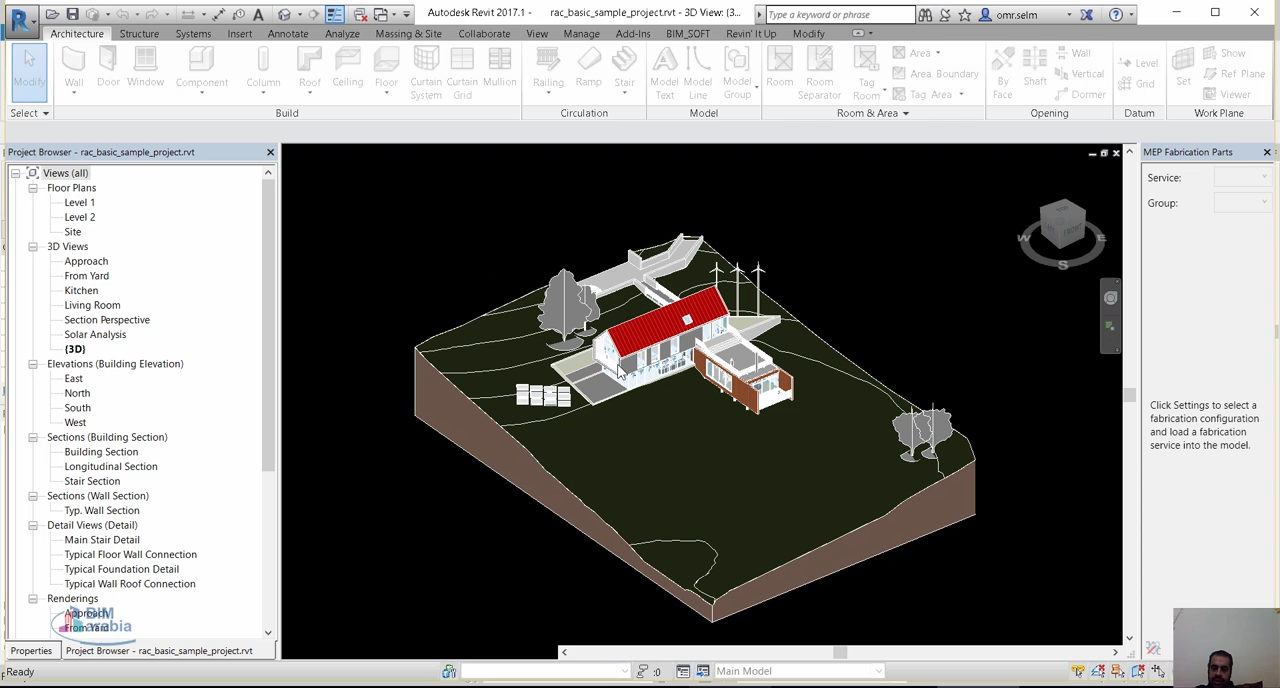 Autodesk Revit 2017.1 - rac_basic_sample_project.rvt - 3D View: {3...
Type a keyword or phrase
omr.selm
Architecture Structure Systems Insert Annotate Analyze Massing & Site Collaborate View Manage Add-Ins BIM_SOFT Revin' It Up Modify
Modify Wall Door Window Component Column Roof Ceiling Floor Curtain System Curtain Grid Mullion Railing Ramp Stair Model Text Model Line Model Group Room Room Separator Tag Room Area Area Boundary Tag Area By Face Shaft Wall Vertical Dormer Level Grid Set Show Ref Plane Viewer
Select Build Circulation Model Room & Area Opening Datum Work Plane
Project Browser - rac_basic_sample_project.rvt
Views (all)
Floor Plans
Level 1
Level 2
Site
3D Views
Approach
From Yard
Kitchen
Living Room
Section Perspective
Solar Analysis
{3D}
Elevations (Building Elevation)
East
North
South
West
Sections (Building Section)
Building Section
Longitudinal Section
Stair Section
Sections (Wall Section)
Typ. Wall Section
Detail Views (Detail)
Main Stair Detail
Typical Floor Wall Connection
Typical Foundation Detail
Typical Wall Roof Connection
Renderings
Approach
From Yard
BIM
arabia
Properties
Project Browser - rac_basic_sample_project.rvt
W
S
E
FRONT
MEP Fabrication Parts
Service:
Group:
Click Settings to select a
fabrication configuration
and load a fabrication
service into the model.
Ready
:0
Main Model